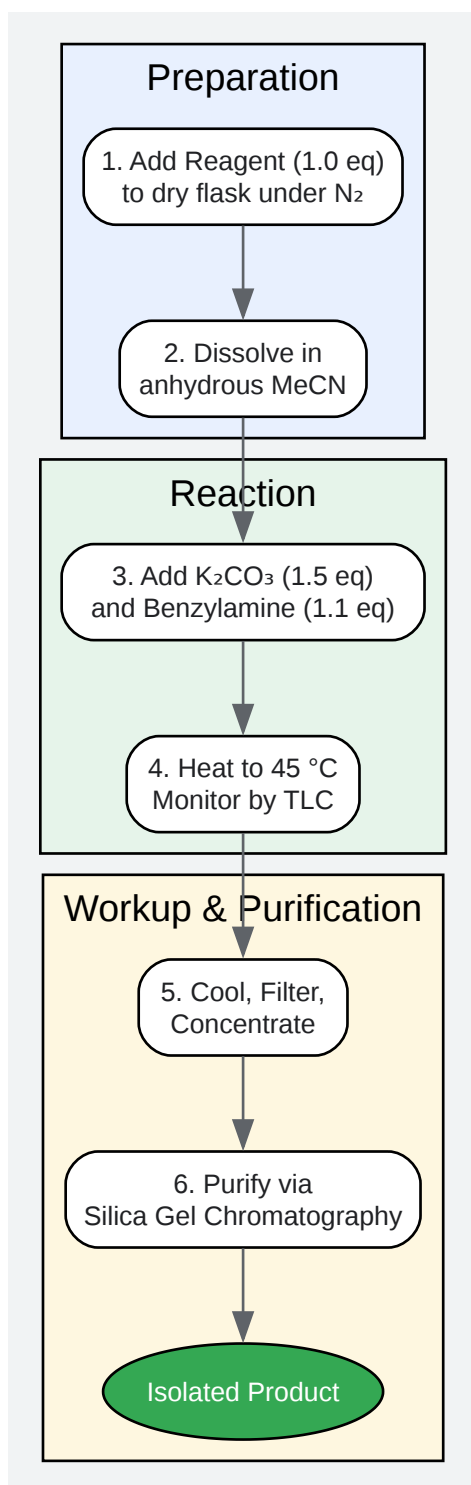 Preparation
1. Add Reagent (1.0 eq)
to dry flask under N₂
2. Dissolve in
anhydrous MeCN
Reaction
3. Add K₂CO₃ (1.5 eq)
and Benzylamine (1.1 eq)
4. Heat to 45 °C
Monitor by TLC
Workup & Purification
5. Cool, Filter,
Concentrate
6. Purify via
Silica Gel Chromatography
Isolated Product